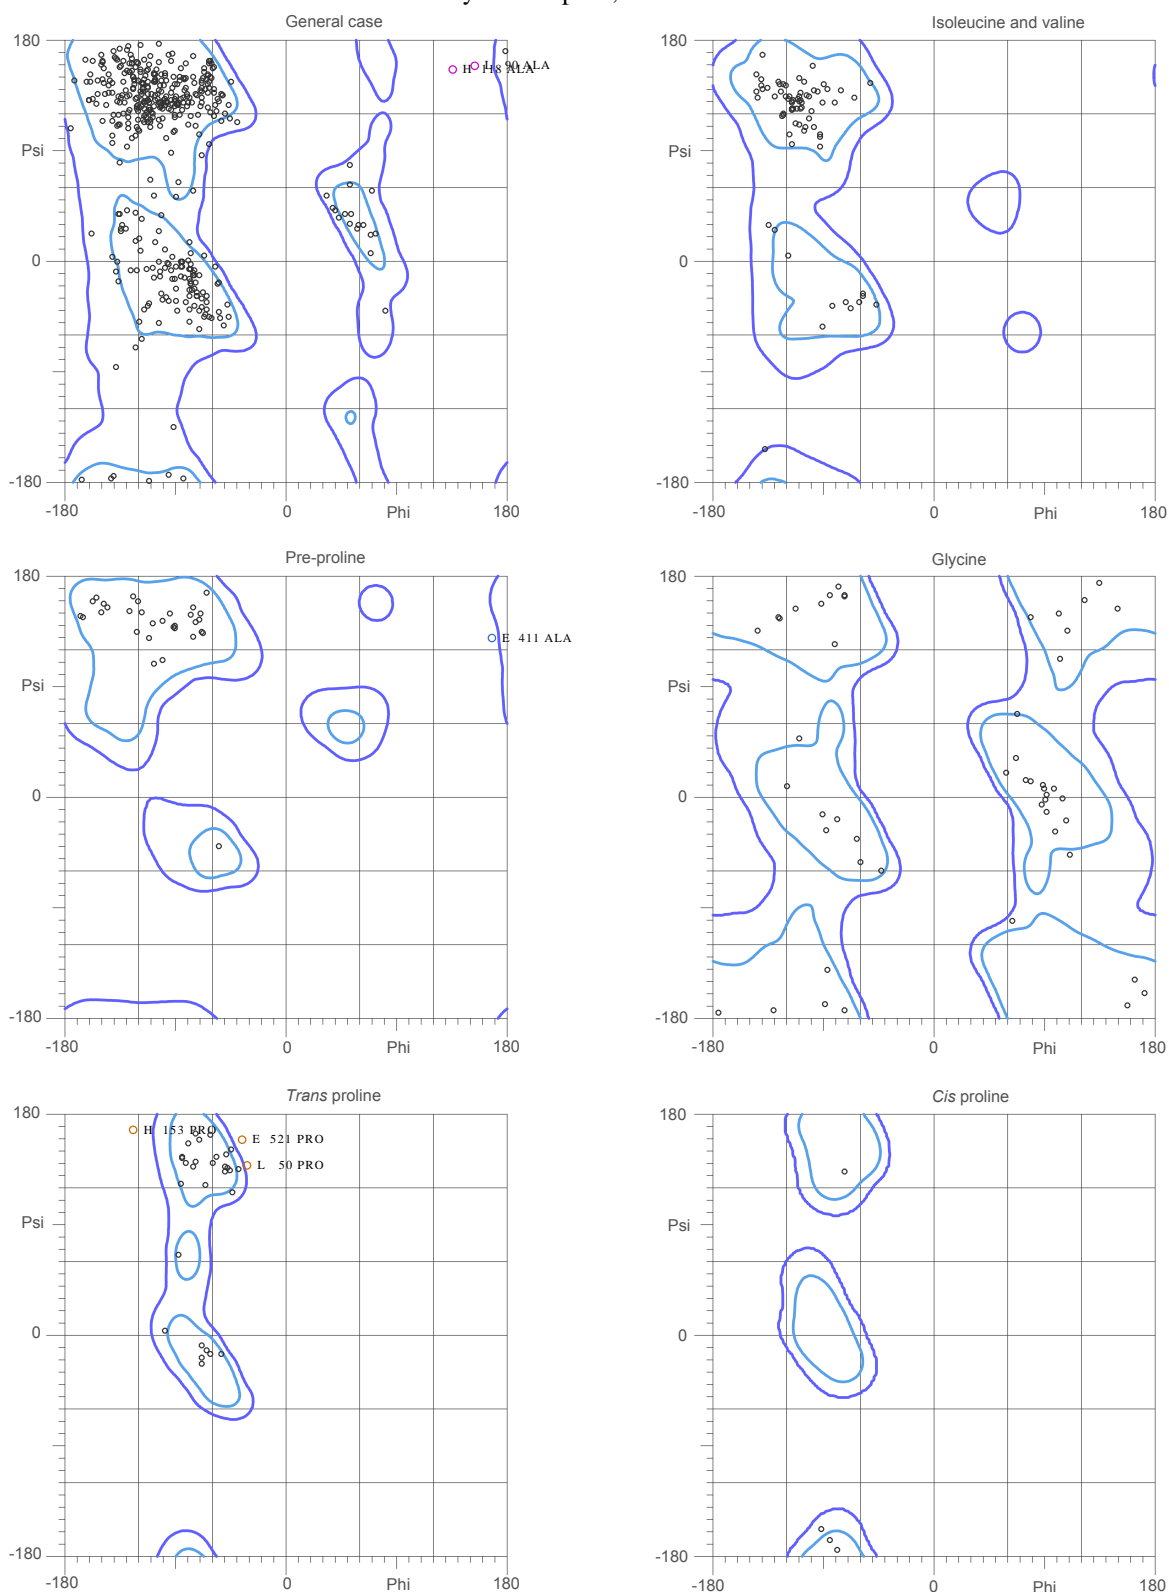 General case
Isoleucine and valine
180
H 118 ALA
L 90 ALA
Psi
0
-180
-180
0
Phi
180
180
Psi
0
-180
-180
0
Phi
180
Pre-proline
Glycine
180
E 411 ALA
Psi
0
-180
-180
0
Phi
180
180
Psi
0
-180
-180
0
Phi
180
Trans proline
Cis proline
180
H 153 PRO
E 521 PRO
L 50 PRO
Psi
0
-180
-180
0
Phi
180
180
Psi
0
-180
-180
0
Phi
180